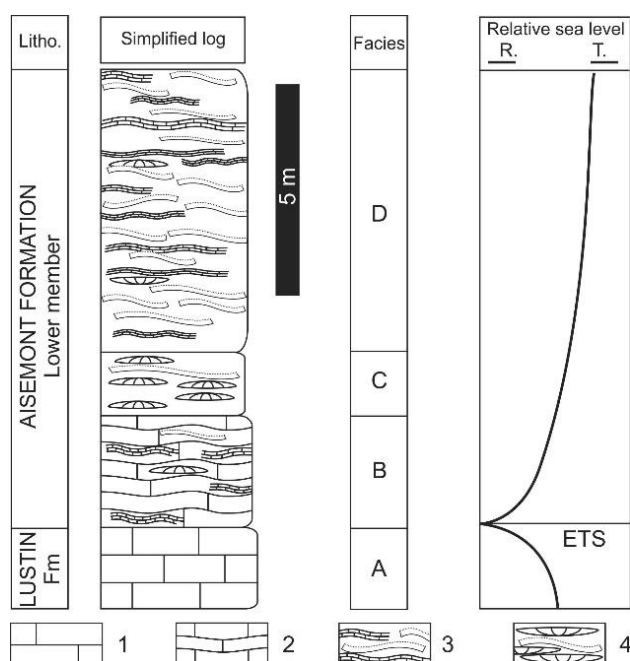 Litho.
Simplified log
Facies
Relative sea level
R.
T.
AISEMONT FORMATION
Lower member
LUSTIN
Fm
5 m
D
C
B
A
ETS
1
2
3
4